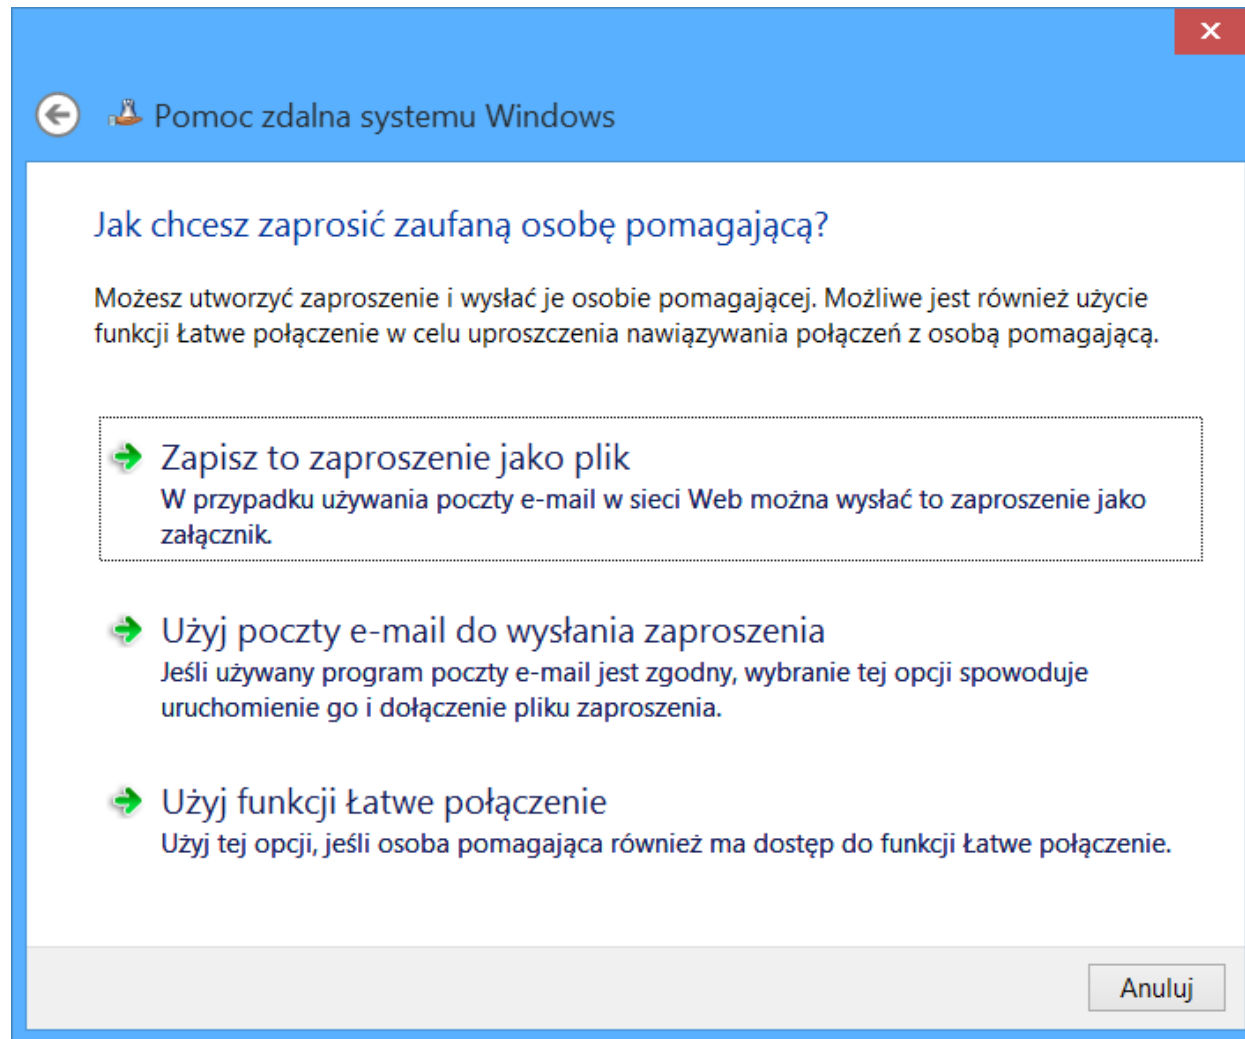 Pomoc zdalna systemu Windows
Jak chcesz zaprosić zaufaną osobę pomagającą?
Możesz utworzyć zaproszenie i wysłać je osobie pomagającej. Możliwe jest również użycie
funkcji Łatwe połączenie w celu uproszczenia nawiązywania połączeń z osobą pomagającą.
Zapisz to zaproszenie jako plik
W przypadku używania poczty e-mail w sieci Web można wysłać to zaproszenie jako
załącznik.
Użyj poczty e-mail do wysłania zaproszenia
Jeśli używany program poczty e-mail jest zgodny, wybranie tej opcji spowoduje
uruchomienie go i dołączenie pliku zaproszenia.
Użyj funkcji Łatwe połączenie
Użyj tej opcji, jeśli osoba pomagająca również ma dostęp do funkcji Łatwe połączenie.
Anuluj